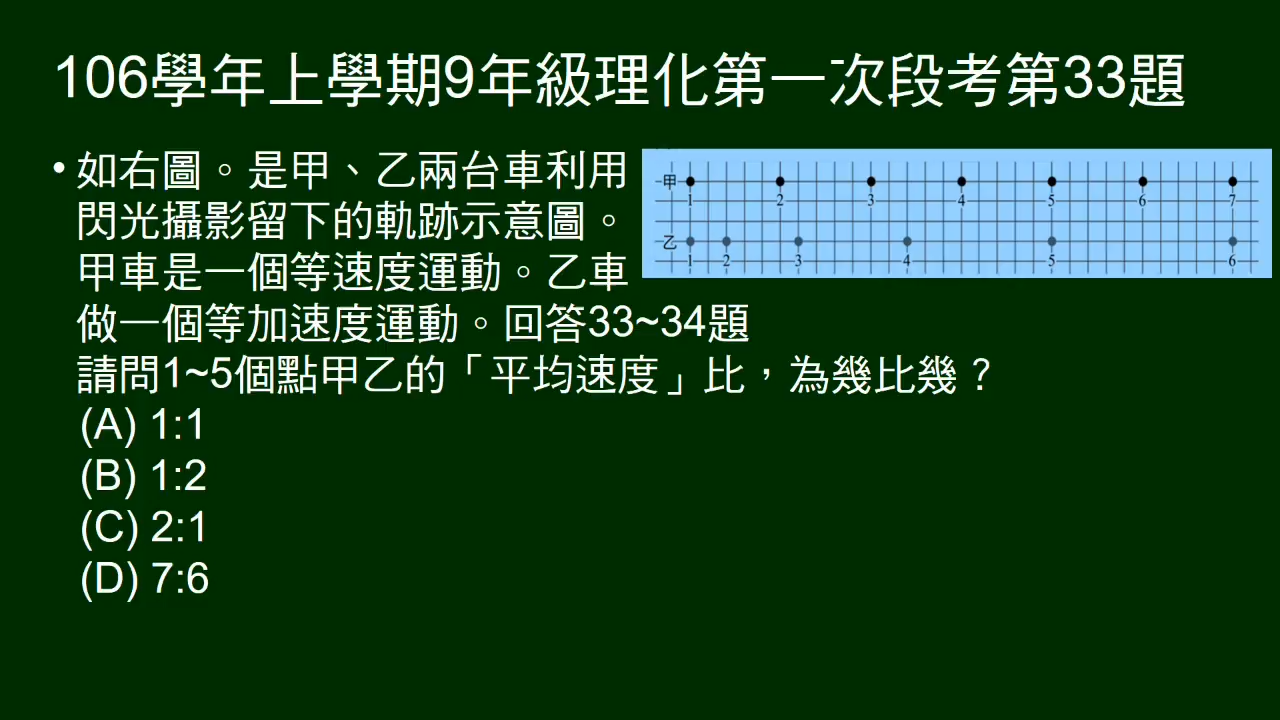 106學年上學期9年級理化第一次段考第33題
• 如右圖。是甲、乙兩台車利用
閃光攝影留下的軌跡示意圖。
甲車是一個等速度運動。乙車
做一個等加速度運動。回答33~34題
請問1~5個點甲乙的「平均速度」比，為幾比幾？
(A) 1:1
(B) 1:2
(C) 2:1
(D) 7:6
甲
1 2 3 4 5 6 7
乙
1 2 3 4 5 6